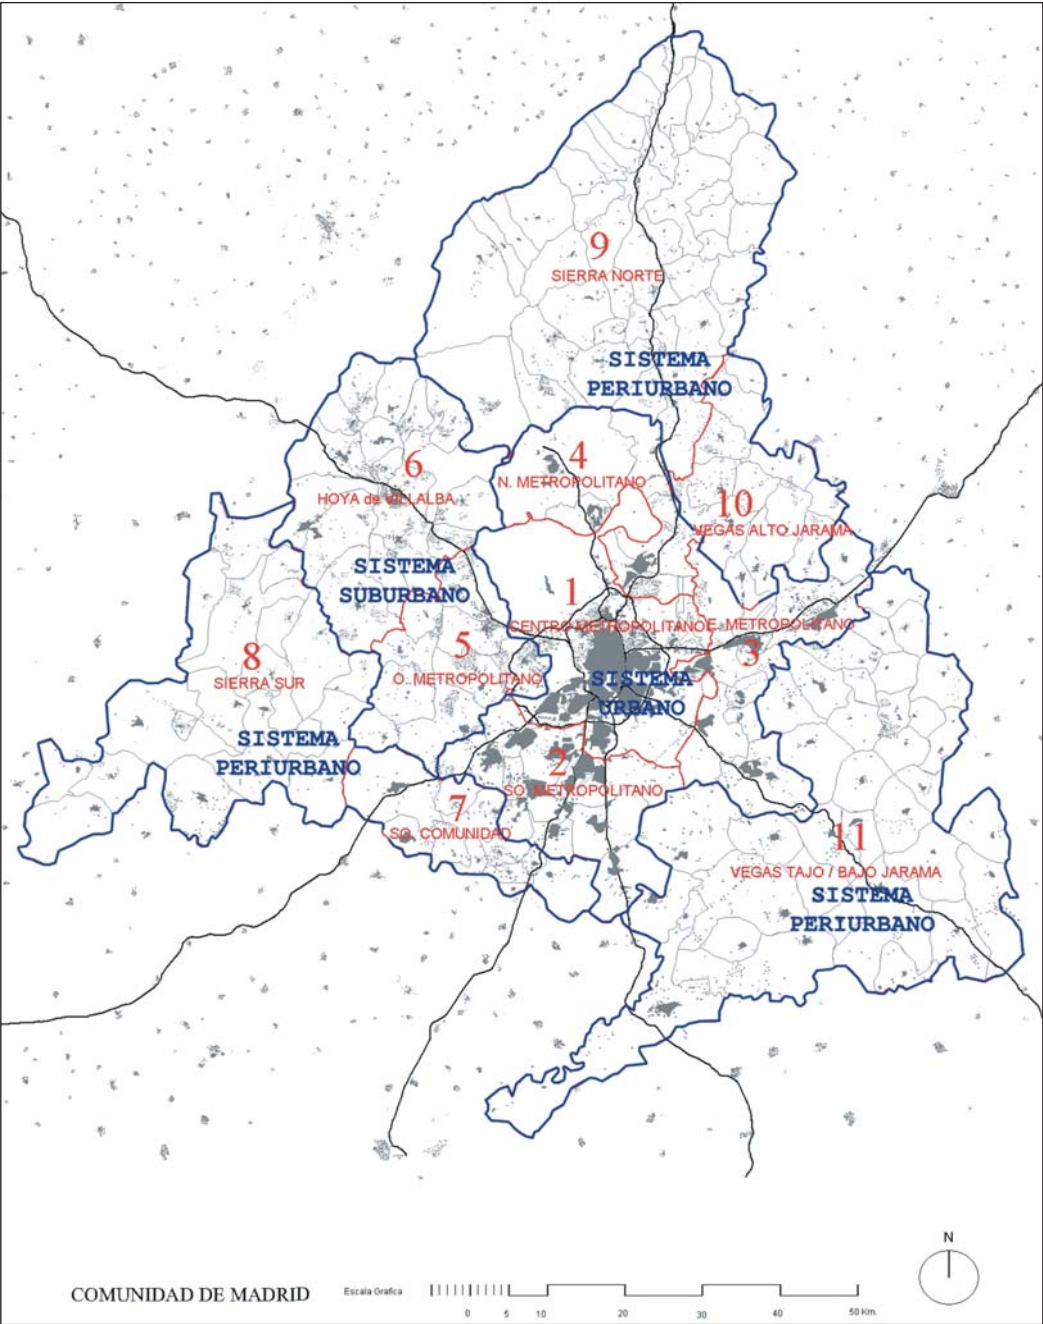 9
SIERRA NORTE
SISTEMA
PERIURBANO
4
N. METROPOLITANO
6
HOYA de VILLALBA
10
VEGAS ALTO JARAMA
SISTEMA
SUBURBANO
1
CENTRO METROPOLITANO
E. METROPOLITANO
3
5
O. METROPOLITANO
8
SIERRA SUR
SISTEMA
URBANO
SISTEMA
PERIURBANO
2
SO. METROPOLITANO
7
SO. COMUNIDAD
11
VEGAS TAJO / BAJO JARAMA
SISTEMA
PERIURBANO
N
COMUNIDAD DE MADRID
Escala Grafica
0 5 10 20 30 40 50 Km.